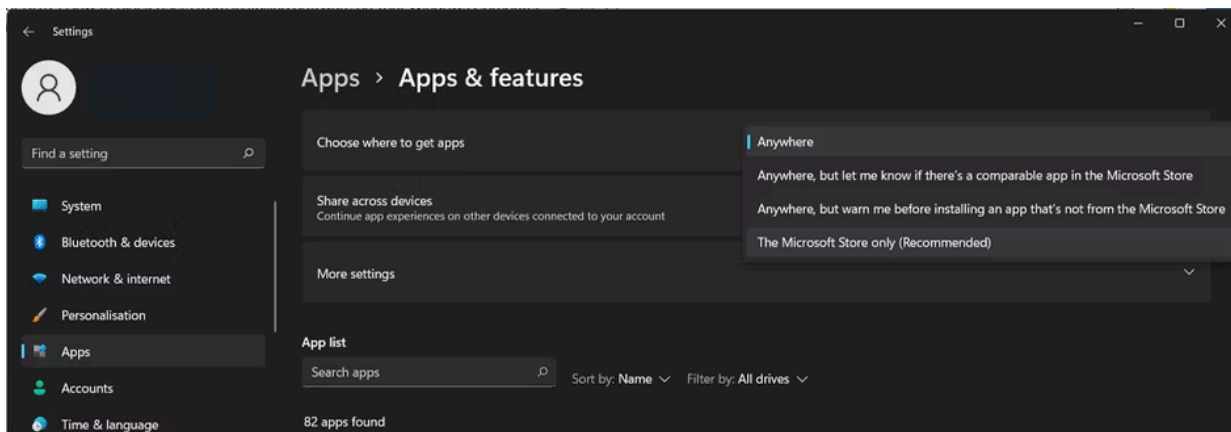 Settings
Find a setting
System
Bluetooth & devices
Network & internet
Personalisation
Apps
Accounts
Time & language
Apps > Apps & features
Choose where to get apps
Anywhere
Anywhere, but let me know if there's a comparable app in the Microsoft Store
Anywhere, but warn me before installing an app that's not from the Microsoft Store
The Microsoft Store only (Recommended)
Share across devices
Continue app experiences on other devices connected to your account
More settings
App list
Search apps
Sort by: Name Filter by: All drives
82 apps found